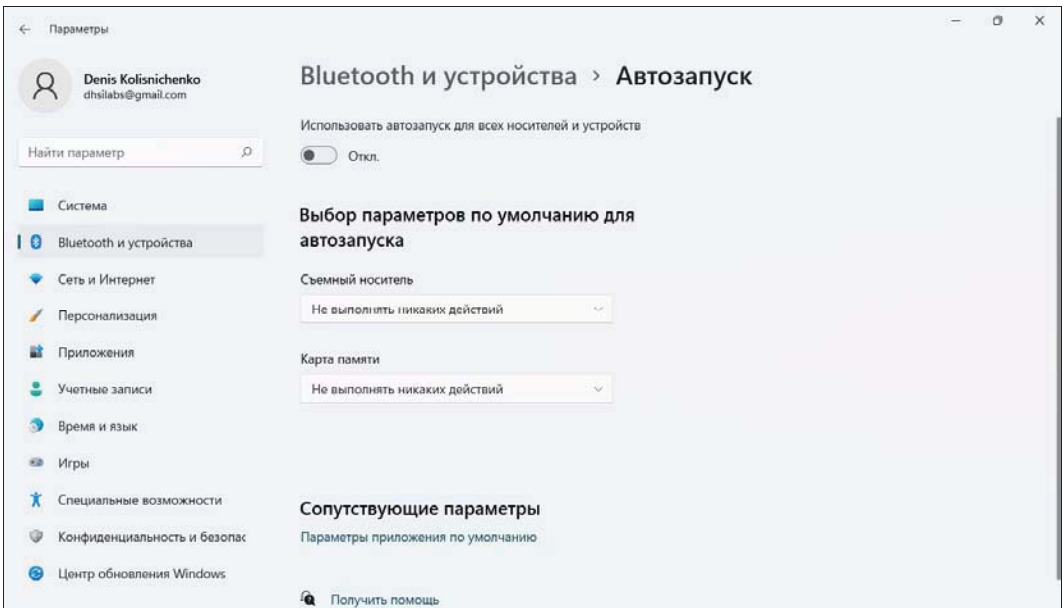 Параметры
Denis Kolisnichenko
dhsilabs@gmail.com
Найти параметр
Система
Bluetooth и устройства
Сеть и Интернет
Персонализация
Приложения
Учетные записи
Время и язык
Игры
Специальные возможности
Конфиденциальность и безопас
Центр обновления Windows
Bluetooth и устройства › Автозапуск
Использовать автозапуск для всех носителей и устройств
Откл.
Выбор параметров по умолчанию для
автозапуска
Съемный носитель
Не выполнять никаких действий
Карта памяти
Не выполнять никаких действий
Сопутствующие параметры
Параметры приложения по умолчанию
Получить помощь